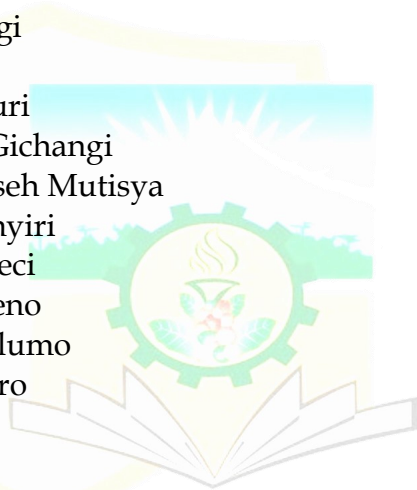 gi
uri
Gichangi
seh Mutisya
nyiri
eci
eno
lumo
ro